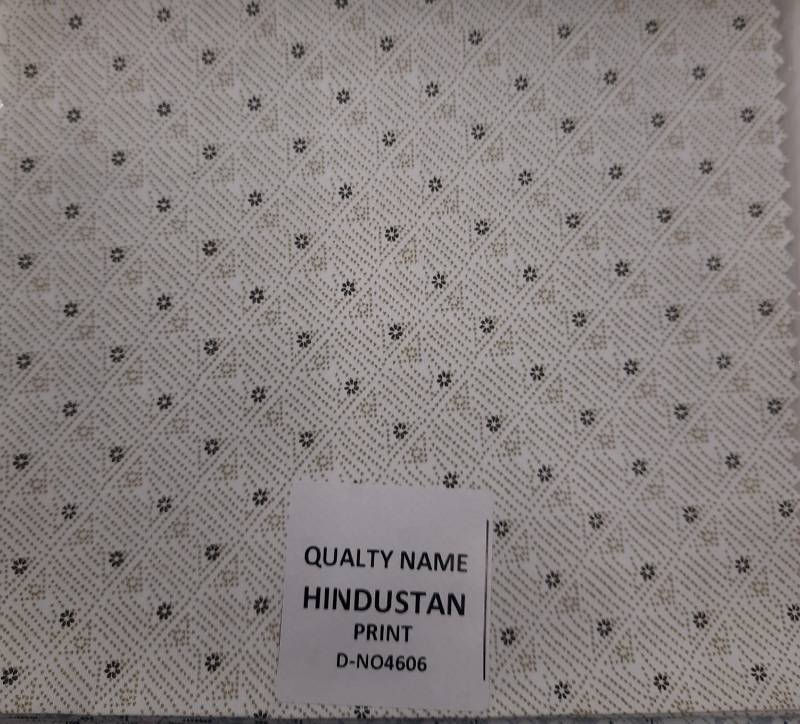 QUALTY NAME
HINDUSTAN
PRINT
D-NO4606